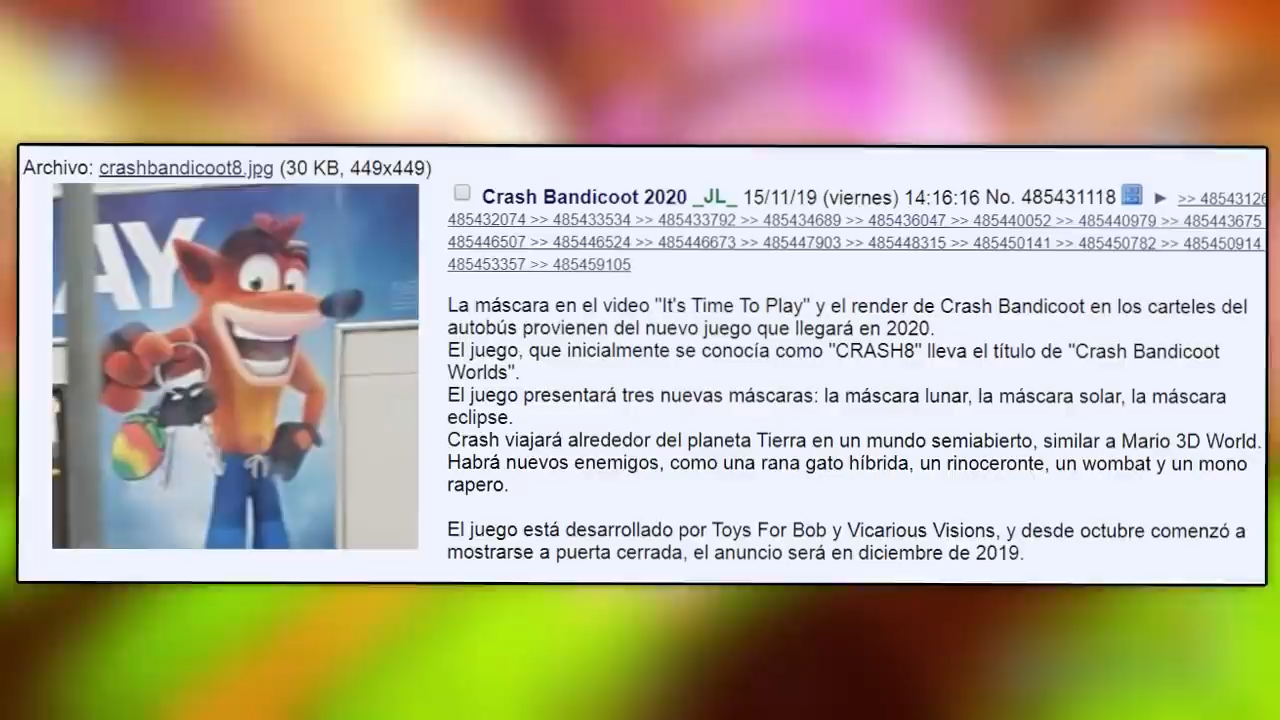 Archivo: crashbandicoot8.jpg (30 KB, 449x449)
AY
Crash Bandicoot 2020 _JL_ 15/11/19 (viernes) 14:16:16 No. 485431118 ► >> 48543126
485432074 >> 485433534 >> 485433792 >> 485434689 >> 485436047 >> 485440052 >> 485440979 >> 485443675
485446507 >> 485446524 >> 485446673 >> 485447903 >> 485448315 >> 485450141 >> 485450782 >> 485450914
485453357 >> 485459105
La máscara en el video "It's Time To Play" y el render de Crash Bandicoot en los carteles del
autobús provienen del nuevo juego que llegará en 2020.
El juego, que inicialmente se conocía como "CRASH8" lleva el título de "Crash Bandicoot
Worlds".
El juego presentará tres nuevas máscaras: la máscara lunar, la máscara solar, la máscara
eclipse.
Crash viajará alrededor del planeta Tierra en un mundo semiabierto, similar a Mario 3D World.
Habrá nuevos enemigos, como una rana gato híbrida, un rinoceronte, un wombat y un mono
rapero.
El juego está desarrollado por Toys For Bob y Vicarious Visions, y desde octubre comenzó a
mostrarse a puerta cerrada, el anuncio será en diciembre de 2019.